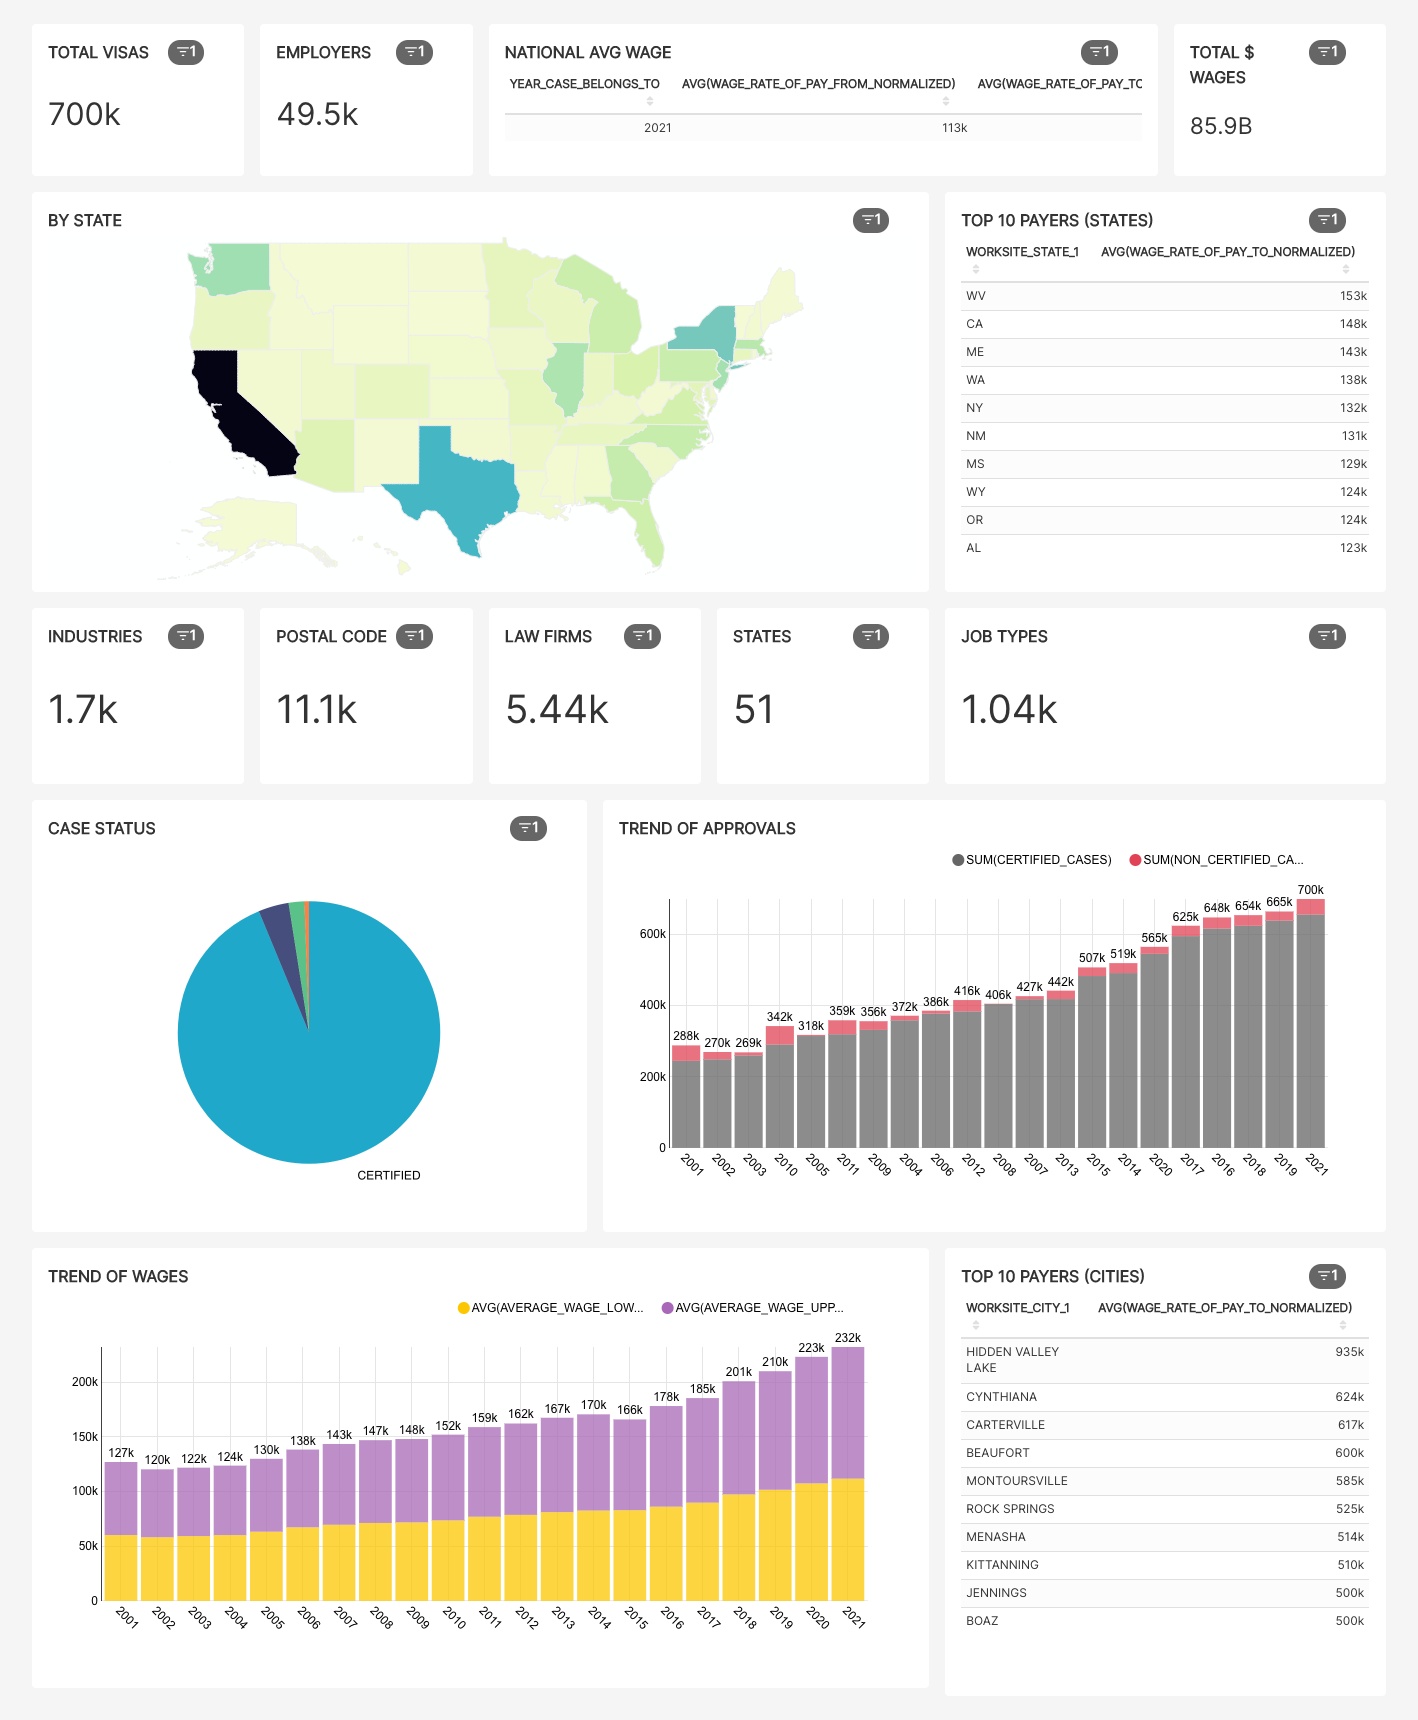 TOTAL VISAS
1
700k
EMPLOYERS
1
49.5k
NATIONAL AVG WAGE
1
YEAR_CASE_BELONGS_TO AVG(WAGE_RATE_OF_PAY_FROM_NORMALIZED) AVG(WAGE_RATE_OF_PAY_TO
2021 113k
TOTAL $
WAGES
1
85.9B
BY STATE
1
TOP 10 PAYERS (STATES)
1
WORKSITE_STATE_1 AVG(WAGE_RATE_OF_PAY_TO_NORMALIZED)
WV 153k
CA 148k
ME 143k
WA 138k
NY 132k
NM 131k
MS 129k
WY 124k
OR 124k
AL 123k
INDUSTRIES
1
1.7k
POSTAL CODE
1
11.1k
LAW FIRMS
1
5.44k
STATES
1
51
JOB TYPES
1
1.04k
CASE STATUS
1
CERTIFIED
TREND OF APPROVALS
SUM(CERTIFIED_CASES) SUM(NON_CERTIFIED_CA...
600k
400k
200k
0
288k 270k 269k 342k 318k 359k 356k 372k 386k 416k 406k 427k 442k 507k 519k 565k 625k 648k 654k 665k 700k
2001 2002 2003 2010 2005 2011 2009 2004 2006 2012 2008 2007 2013 2015 2014 2020 2017 2016 2018 2019 2021
TREND OF WAGES
AVG(AVERAGE_WAGE_LOW... AVG(AVERAGE_WAGE_UPP...
200k
150k
100k
50k
0
127k 120k 122k 124k 130k 138k 143k 147k 148k 152k 159k 162k 167k 170k 166k 178k 185k 201k 210k 223k 232k
2001 2002 2003 2004 2005 2006 2007 2008 2009 2010 2011 2012 2013 2014 2015 2016 2017 2018 2019 2020 2021
TOP 10 PAYERS (CITIES)
1
WORKSITE_CITY_1 AVG(WAGE_RATE_OF_PAY_TO_NORMALIZED)
HIDDEN VALLEY 935k
LAKE
CYNTHIANA 624k
CARTERVILLE 617k
BEAUFORT 600k
MONTOURSVILLE 585k
ROCK SPRINGS 525k
MENASHA 514k
KITTANNING 510k
JENNINGS 500k
BOAZ 500k